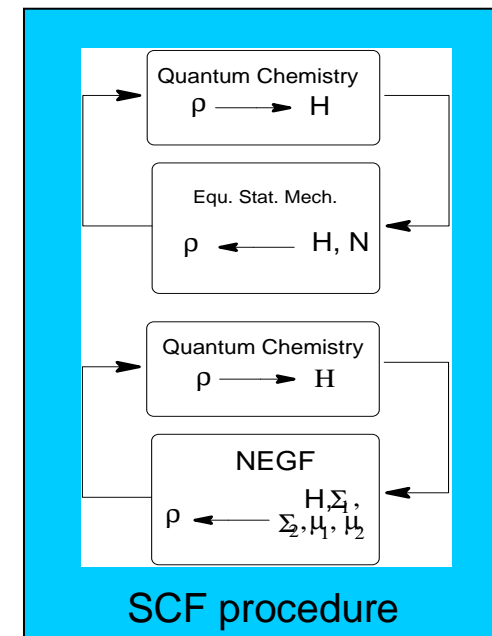 Quantum Chemistry
ρ H
Equ. Stat. Mech.
ρ H, N
Quantum Chemistry
ρ H
NEGF
H,Σ1,
ρ Σ2,μ1, μ2
SCF procedure